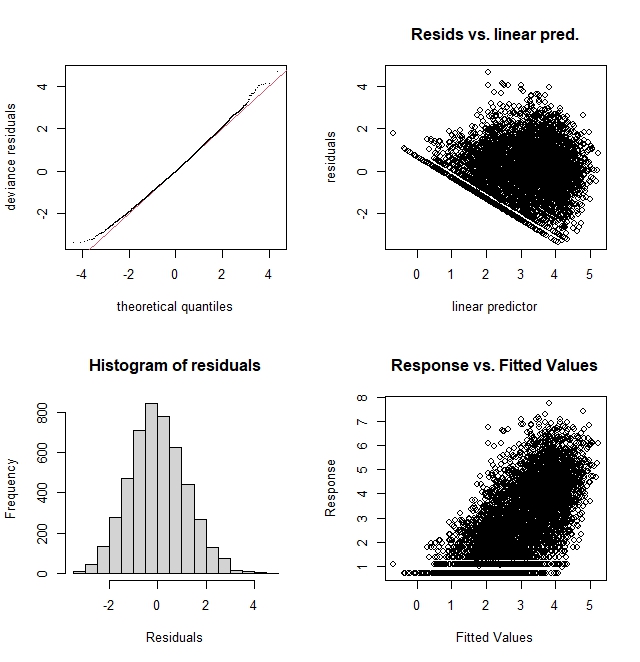 deviance residuals
-2 0 2 4
-4 -2 0 2 4
theoretical quantiles
Resids vs. linear pred.
residuals
-2 0 2 4
0 1 2 3 4 5
linear predictor
Histogram of residuals
Frequency
0 200 400 600 800
-2 0 2 4
Residuals
Response vs. Fitted Values
Response
1 2 3 4 5 6 7 8
0 1 2 3 4 5
Fitted Values